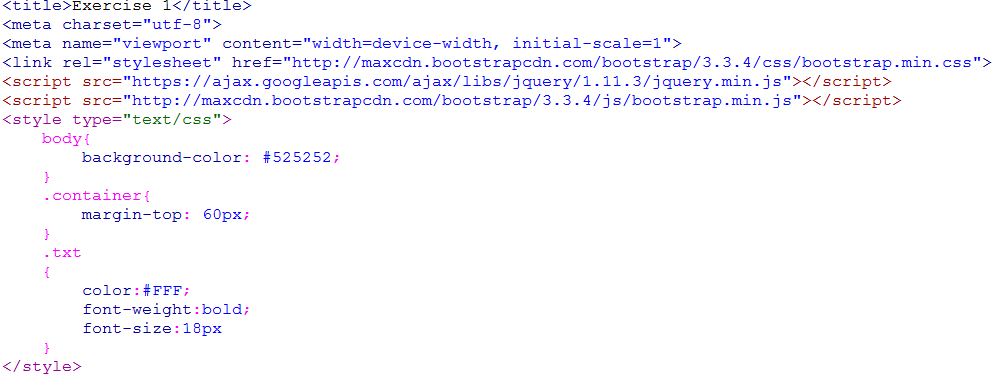 <title>Exercise 1</title>
<meta charset="utf-8">
<meta name="viewport" content="width=device-width, initial-scale=1">
<link rel="stylesheet" href="http://maxcdn.bootstrapcdn.com/bootstrap/3.3.4/css/bootstrap.min.css">
<script src="https://ajax.googleapis.com/ajax/libs/jquery/1.11.3/jquery.min.js"></script>
<script src="http://maxcdn.bootstrapcdn.com/bootstrap/3.3.4/js/bootstrap.min.js"></script>
<style type="text/css">
    body{
        background-color: #525252;
    }
    .container{
        margin-top: 60px;
    }
    .txt
    {
        color:#FFF;
        font-weight:bold;
        font-size:18px
    }
</style>